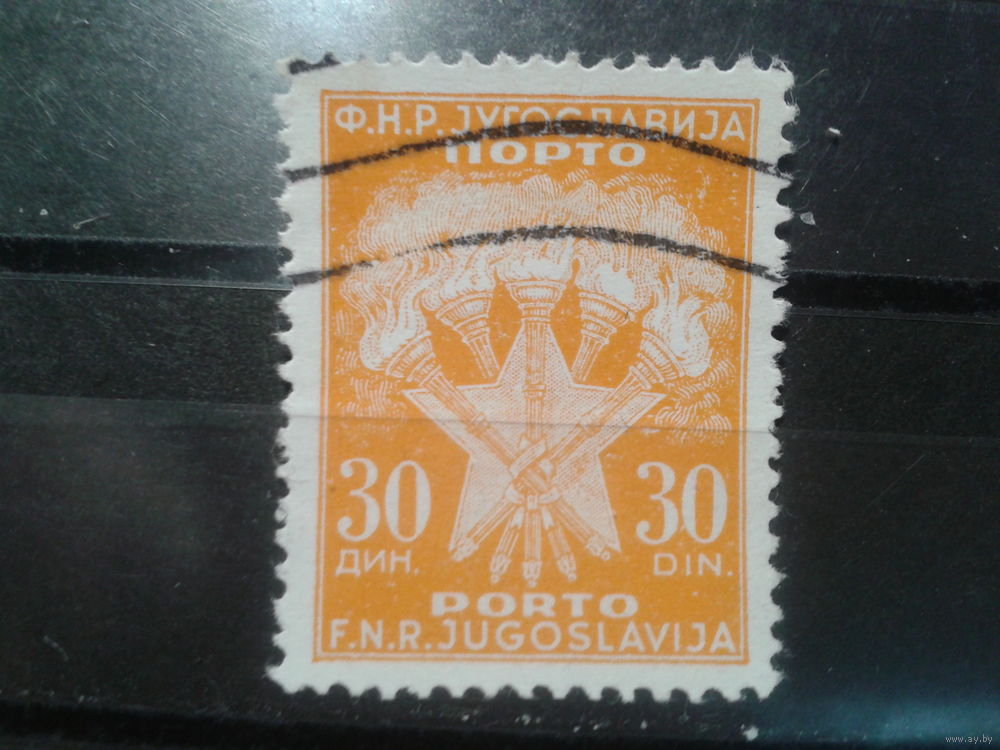 Ф.Н.Р. ЈУГОСЛАВИЈА
ПОРТО
30 30
ДИН. DIN.
PORTO
F.N.R. JUGOSLAVIJA
www.ay.by